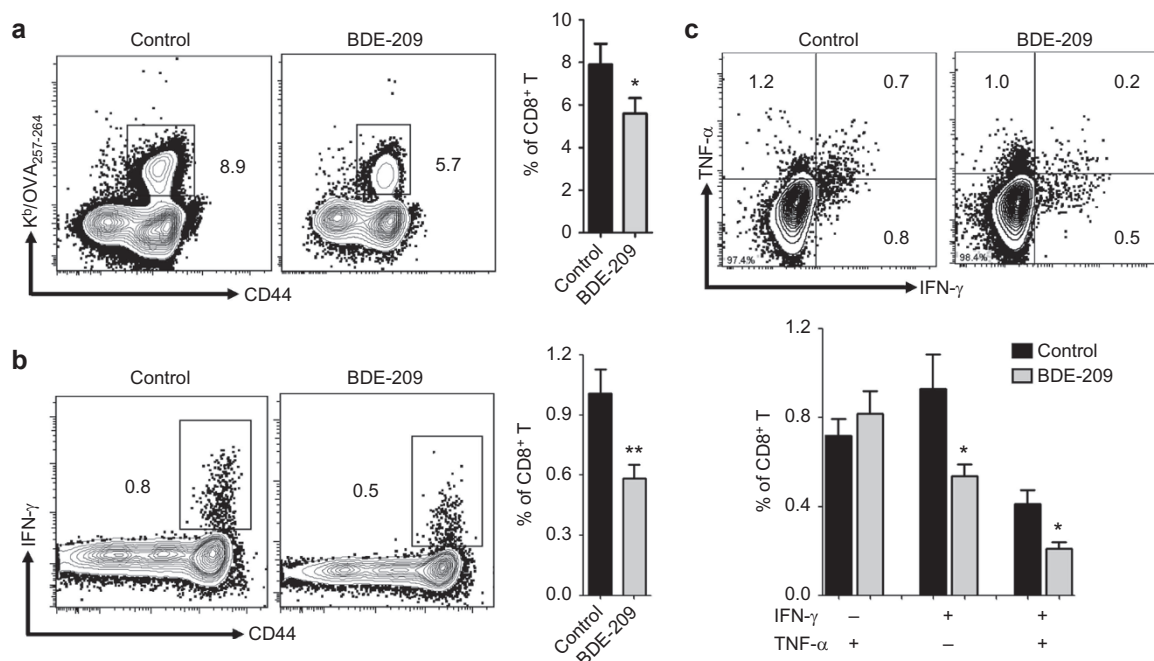 a
Control
BDE-209
Kᵇ/OVA₂₅₇₋₂₆₄
8.9
5.7
CD44
% of CD8⁺ T
10
8
6
4
2
0
*
Control
BDE-209
b
Control
BDE-209
IFN-γ
0.8
0.5
CD44
% of CD8⁺ T
1.2
0.9
0.6
0.3
0.0
**
Control
BDE-209
c
Control
BDE-209
TNF-α
1.2
0.7
0.8
97.4%
1.0
0.2
0.5
98.4%
IFN-γ
% of CD8⁺ T
1.2
0.8
0.4
0.0
Control
BDE-209
*
*
IFN-γ – + +
TNF-α + – +